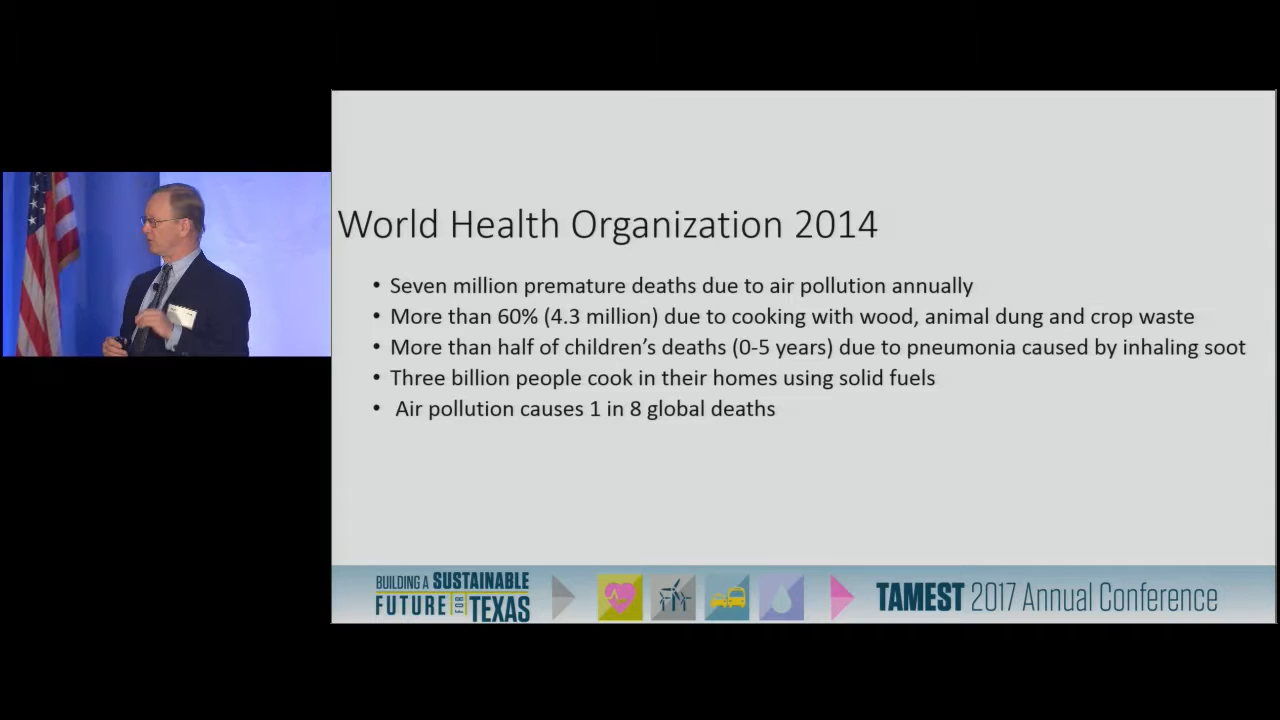 World Health Organization 2014
• Seven million premature deaths due to air pollution annually
• More than 60% (4.3 million) due to cooking with wood, animal dung and crop waste
• More than half of children's deaths (0-5 years) due to pneumonia caused by inhaling soot
• Three billion people cook in their homes using solid fuels
• Air pollution causes 1 in 8 global deaths
BUILDING A SUSTAINABLE
FUTURE FOR TEXAS
TAMEST 2017 Annual Conference